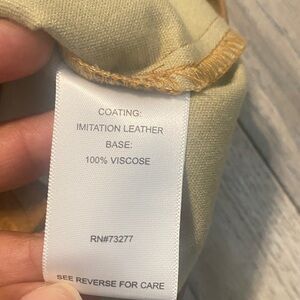 COATING:
IMITATION LEATHER
BASE:
100% VISCOSE
RN#73277
SEE REVERSE FOR CARE